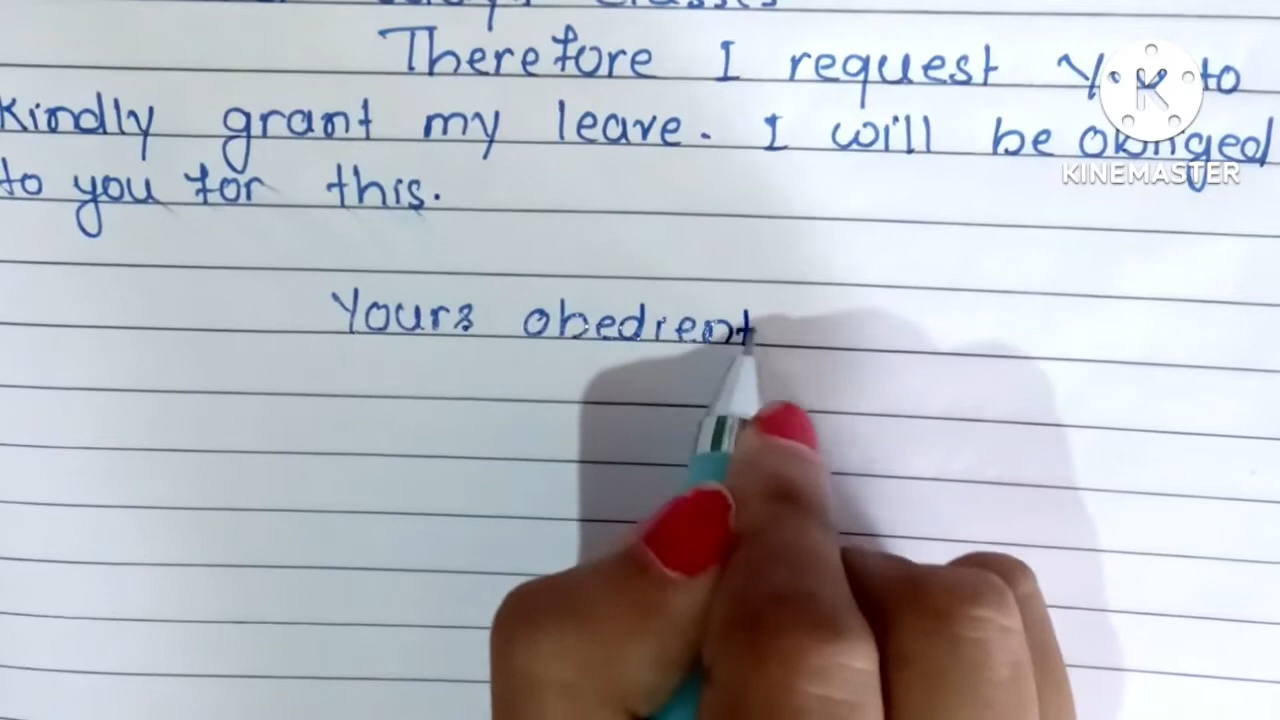 Therefore I request You to
kindly grant my leave. I will be obliged
to you for this.
Yours obedient
KINEMASTER